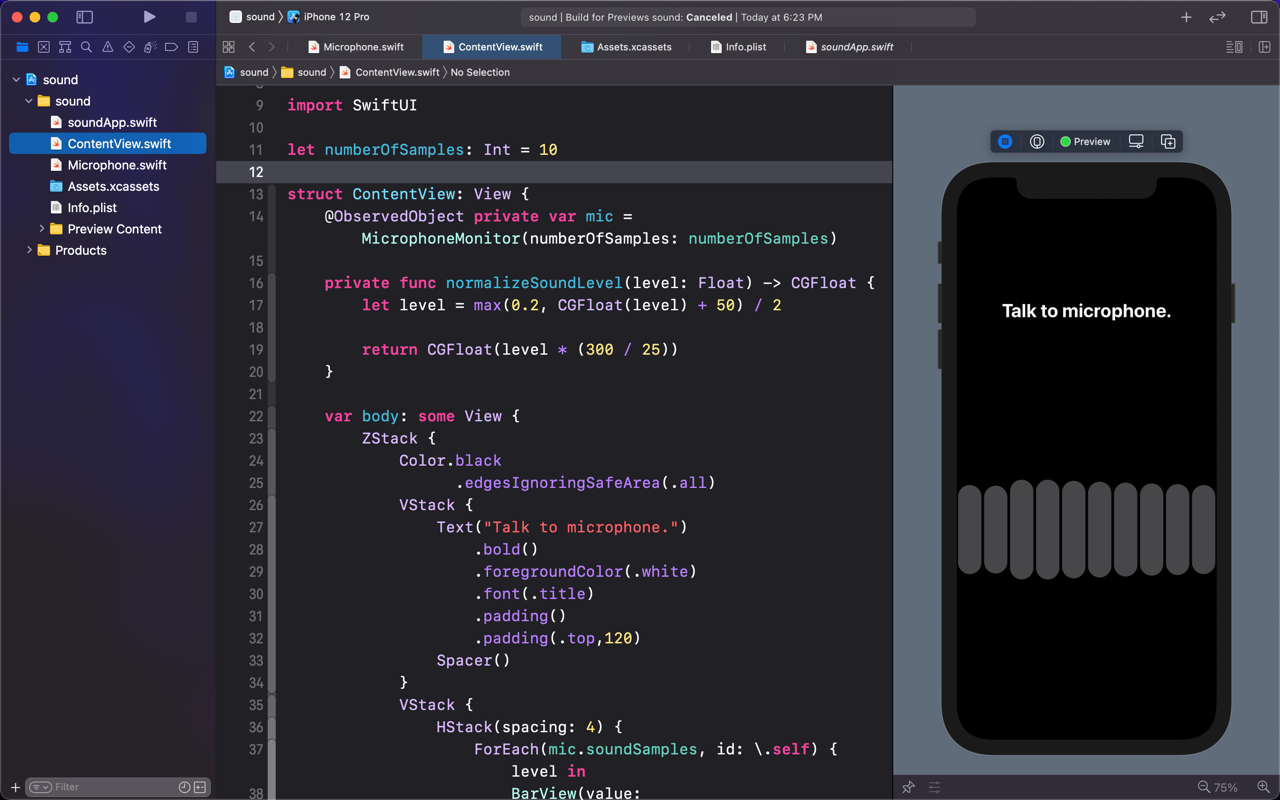 sound 〉 iPhone 12 Pro
sound | Build for Previews sound: Canceled | Today at 6:23 PM
Microphone.swift
ContentView.swift
Assets.xcassets
Info.plist
soundApp.swift
sound 〉 sound 〉 ContentView.swift 〉 No Selection
sound
sound
soundApp.swift
ContentView.swift
Microphone.swift
Assets.xcassets
Info.plist
Preview Content
Products
Filter
9 import SwiftUI
10
11 let numberOfSamples: Int = 10
12
13 struct ContentView: View {
14 @ObservedObject private var mic =
MicrophoneMonitor(numberOfSamples: numberOfSamples)
15
16 private func normalizeSoundLevel(level: Float) -> CGFloat {
17 let level = max(0.2, CGFloat(level) + 50) / 2
18
19 return CGFloat(level * (300 / 25))
20 }
21
22 var body: some View {
23 ZStack {
24 Color.black
25 .edgesIgnoringSafeArea(.all)
26 VStack {
27 Text("Talk to microphone.")
28 .bold()
29 .foregroundColor(.white)
30 .font(.title)
31 .padding()
32 .padding(.top,120)
33 Spacer()
34 }
35 VStack {
36 HStack(spacing: 4) {
37 ForEach(mic.soundSamples, id: \.self) {
level in
38 BarView(value:
Preview
Talk to microphone.
75%